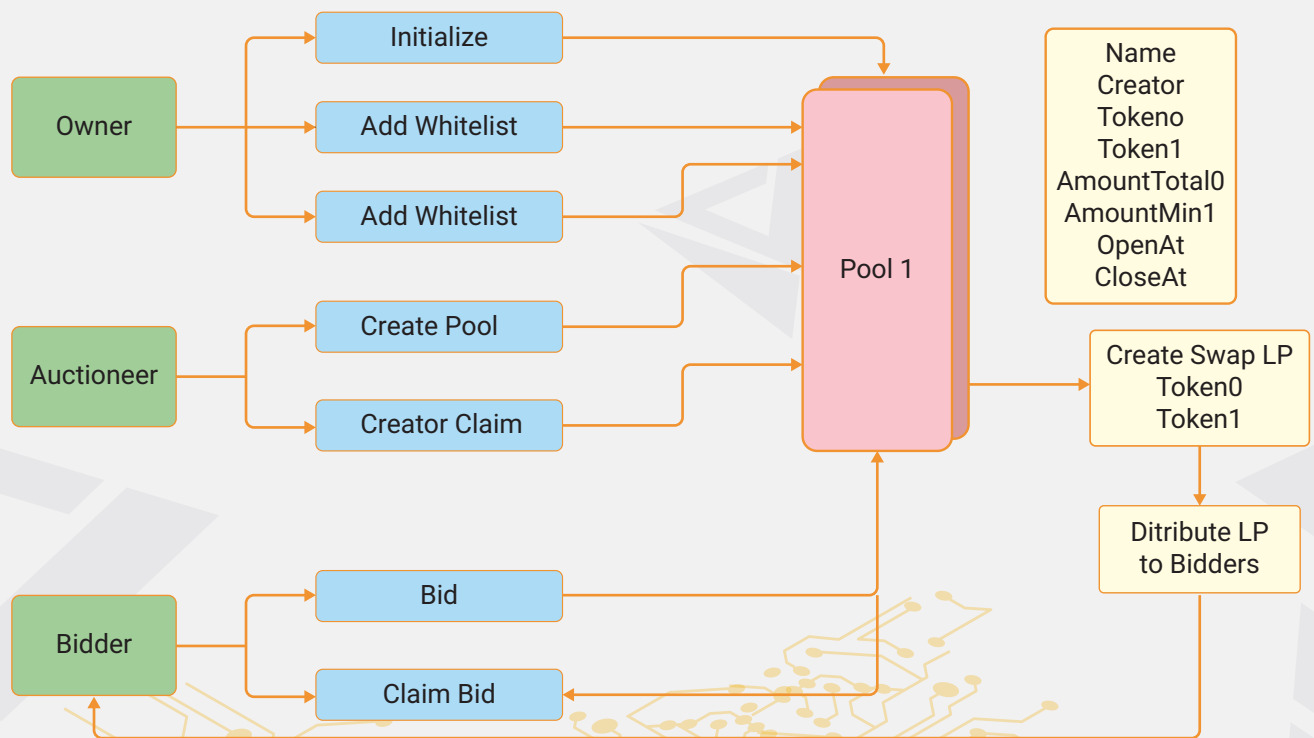 Owner
Initialize
Add Whitelist
Add Whitelist
Auctioneer
Create Pool
Creator Claim
Bidder
Bid
Claim Bid
Pool 1
Name
Creator
Tokeno
Token1
AmountTotal0
AmountMin1
OpenAt
CloseAt
Create Swap LP
Token0
Token1
Ditribute LP
to Bidders